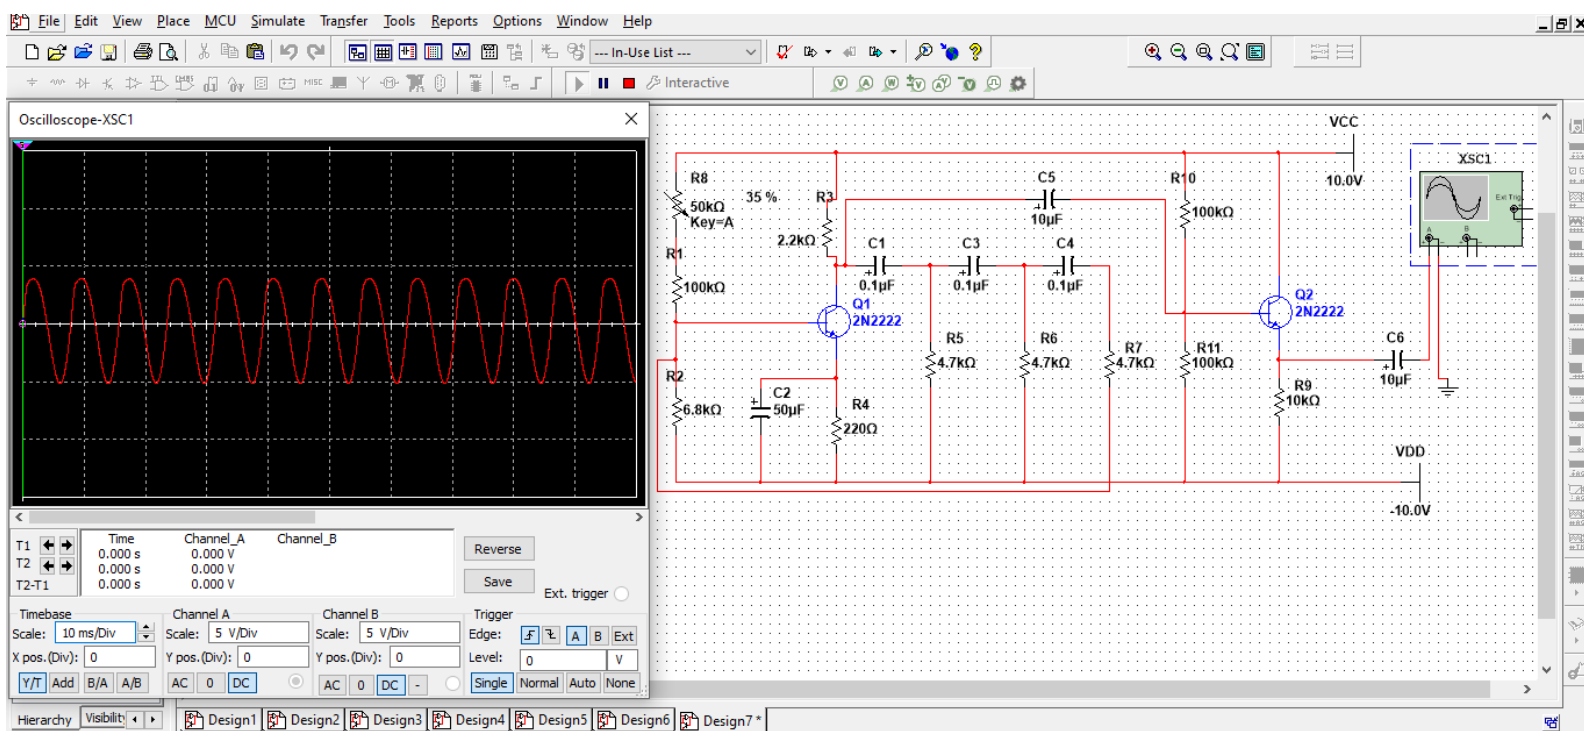 File Edit View Place MCU Simulate Transfer Tools Reports Options Window Help
--- In-Use List ---
MISC Interactive
Oscilloscope-XSC1
VCC
10.0V
XSC1
Ext Trig
A B
R8
50kΩ
Key=A
35 %
R3
2.2kΩ
R1
100kΩ
C5
10µF
R10
100kΩ
C1
0.1µF
C3
0.1µF
C4
0.1µF
Q1
2N2222
Q2
2N2222
R5
4.7kΩ
R6
4.7kΩ
R7
4.7kΩ
R11
100kΩ
C6
10µF
R2
6.8kΩ
C2
50µF
R4
220Ω
R9
10kΩ
VDD
-10.0V
T1
T2
T2-T1
Time Channel_A Channel_B
0.000 s 0.000 V
0.000 s 0.000 V
0.000 s 0.000 V
Reverse
Save
Ext. trigger
Timebase
Scale: 10 ms/Div
X pos.(Div): 0
Y/T Add B/A A/B
Channel A
Scale: 5 V/Div
Y pos.(Div): 0
AC 0 DC
Channel B
Scale: 5 V/Div
Y pos.(Div): 0
AC 0 DC -
Trigger
Edge: A B Ext
Level: 0 V
Single Normal Auto None
Hierarchy Visibilit
Design1 Design2 Design3 Design4 Design5 Design6 Design7 *